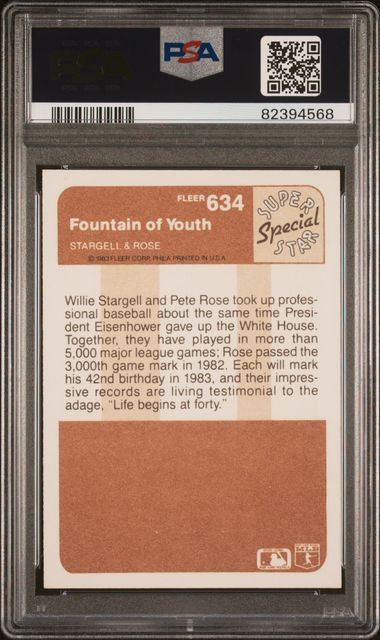 PSA
PSA
82394568
FLEER 634
SUPER
Special
STAR
Fountain of Youth
STARGELL & ROSE
© 1983 FLEER CORP. PHILA. PRINTED IN U.S.A.
Willie Stargell and Pete Rose took up profes-
sional baseball about the same time Presi-
dent Eisenhower gave up the White House.
Together, they have played in more than
5,000 major league games; Rose passed the
3,000th game mark in 1982. Each will mark
his 42nd birthday in 1983, and their impres-
sive records are living testimonial to the
adage, “Life begins at forty.”
MLB
PSA